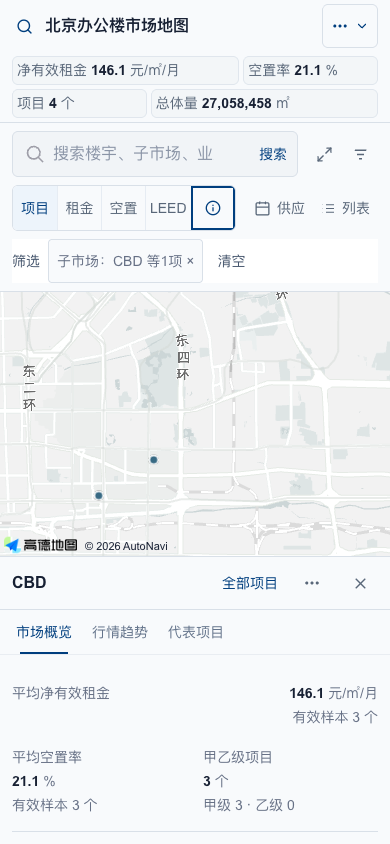 北京办公楼市场地图
净有效租金 146.1 元/㎡/月
空置率 21.1 %
项目 4 个
总体量 27,058,458 ㎡
搜索楼宇、子市场、业
搜索
项目
租金
空置
LEED
供应
列表
筛选
子市场：CBD 等1项 ×
清空
东四环
东二环
高德地图 © 2026 AutoNavi
CBD
全部项目
市场概览
行情趋势
代表项目
平均净有效租金
146.1 元/㎡/月
有效样本 3 个
平均空置率
21.1 %
有效样本 3 个
甲乙级项目
3 个
甲级 3 · 乙级 0